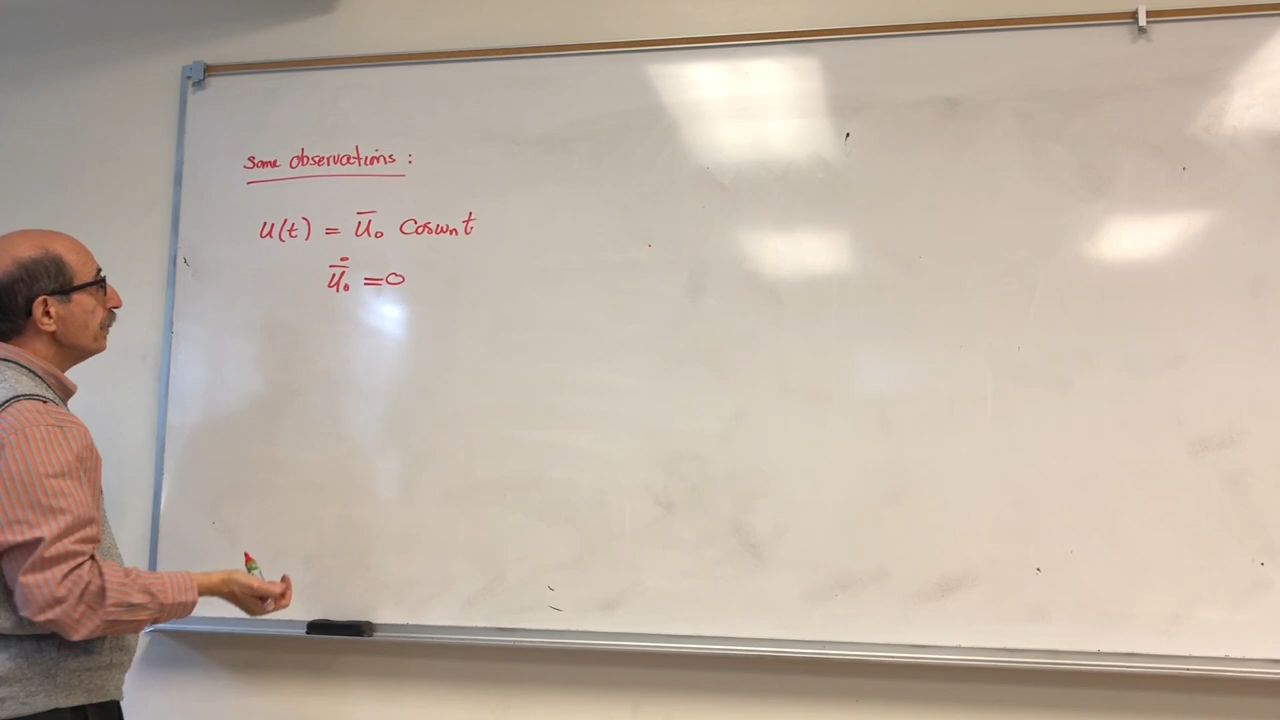 Some observations :
u(t) = ū₀ Cosωₙt
u̅̇₀ = 0